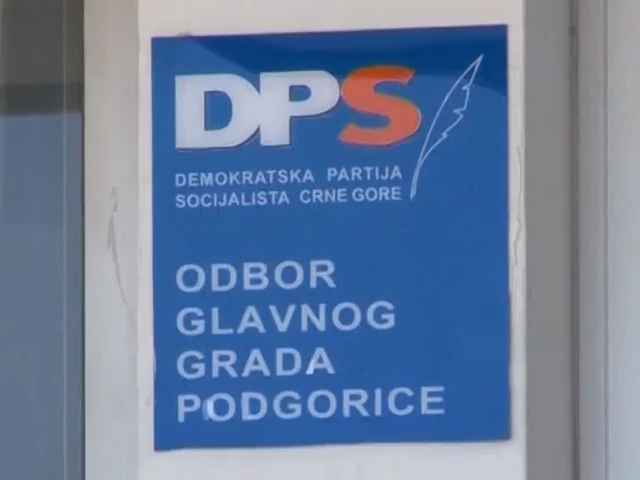 DPS
DEMOKRATSKA PARTIJA
SOCIJALISTA CRNE GORE
ODBOR
GLAVNOG
GRADA
PODGORICE